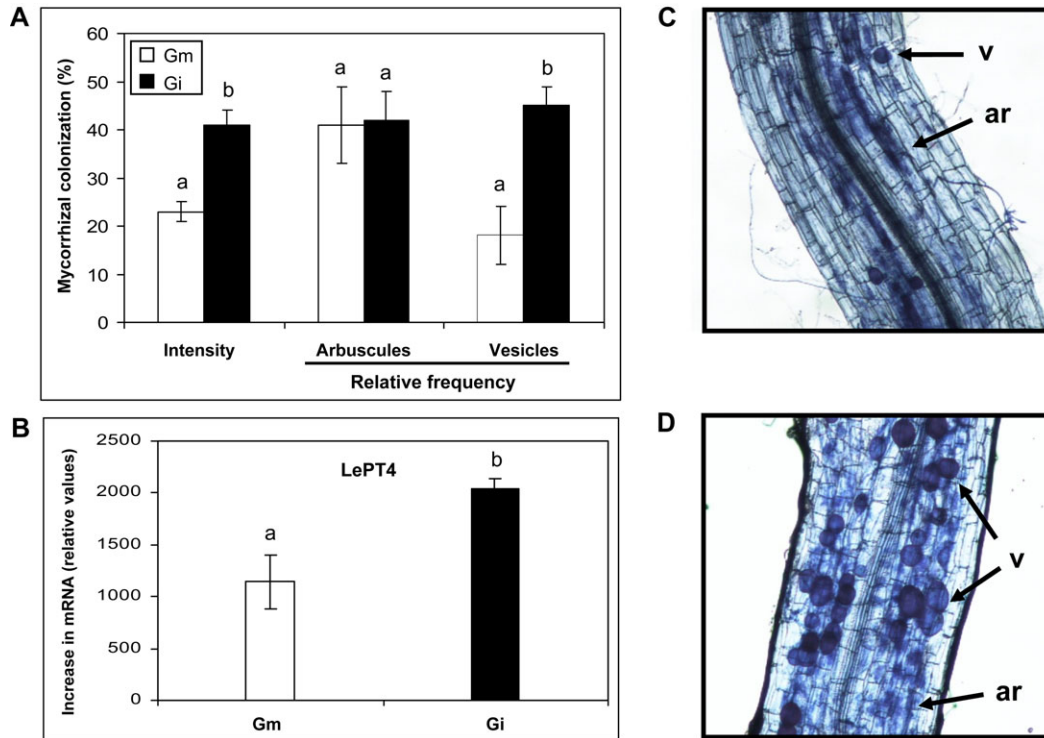 A
Mycorrhizal colonization (%)
60
50
40
30
20
10
0
Gm
Gi
a
b
a
a
a
b
Intensity
Arbuscules
Vesicles
Relative frequency
B
Increase in mRNA (relative values)
2500
2000
1500
1000
500
0
LePT4
a
b
Gm
Gi
C
v
ar
D
v
ar